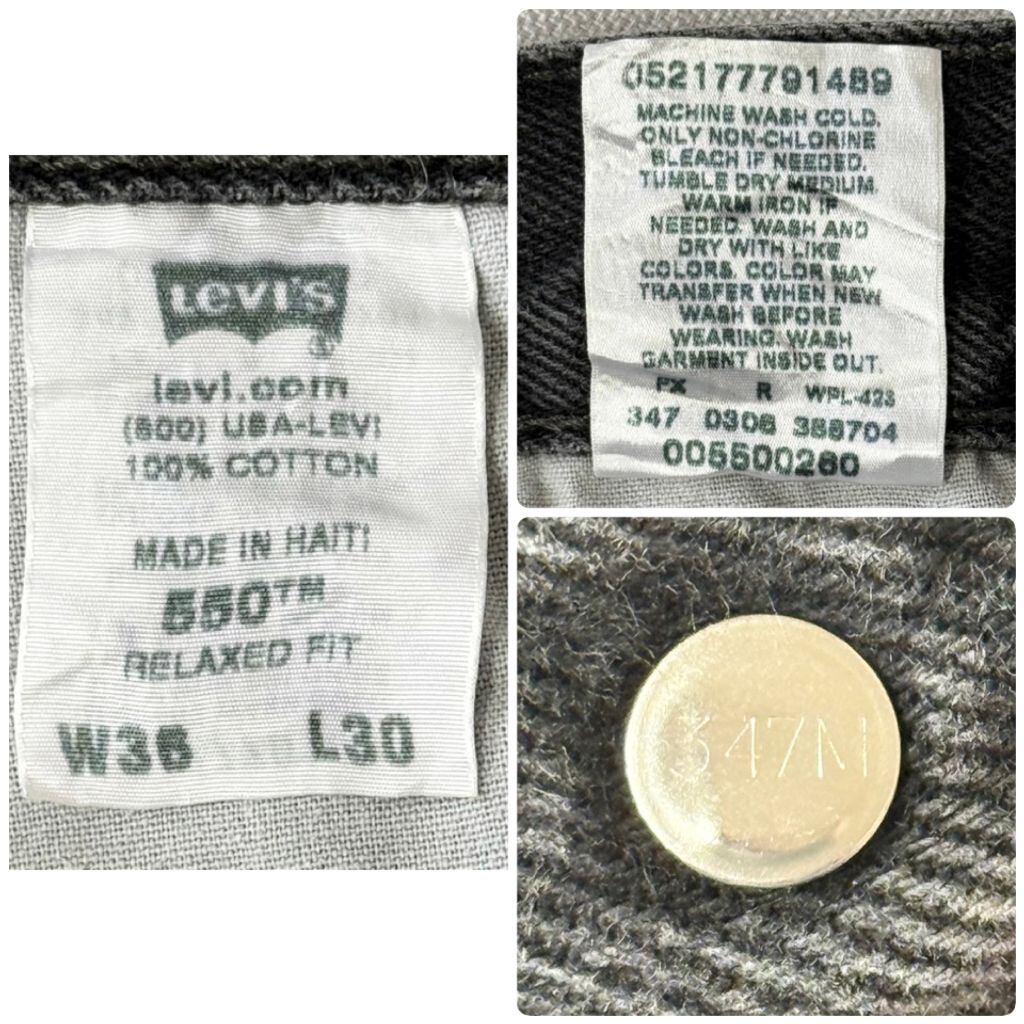 Levi's
®
levi.com
(800) USA-LEVI
100% COTTON
MADE IN HAITI
550™
RELAXED FIT
W36 L30
052177791489
MACHINE WASH COLD.
ONLY NON-CHLORINE
BLEACH IF NEEDED.
TUMBLE DRY MEDIUM.
WARM IRON IF
NEEDED. WASH AND
DRY WITH LIKE
COLORS. COLOR MAY
TRANSFER WHEN NEW
WASH BEFORE
WEARING. WASH
GARMENT INSIDE OUT.
PX R WPL-423
347 0306 388704
005500260
347M